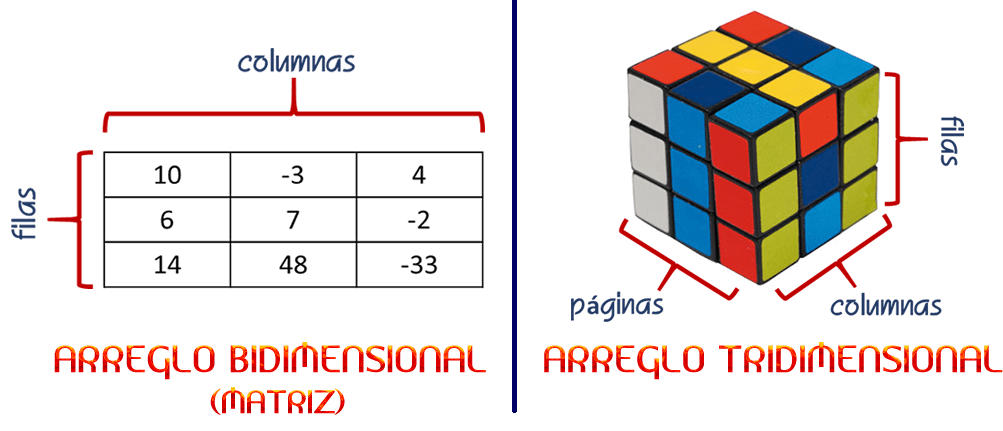 columnas
filas
10 -3 4
6 7 -2
14 48 -33
ARREGLO BIDIMENSIONAL
(MATRIZ)
filas
páginas
columnas
ARREGLO TRIDIMENSIONAL